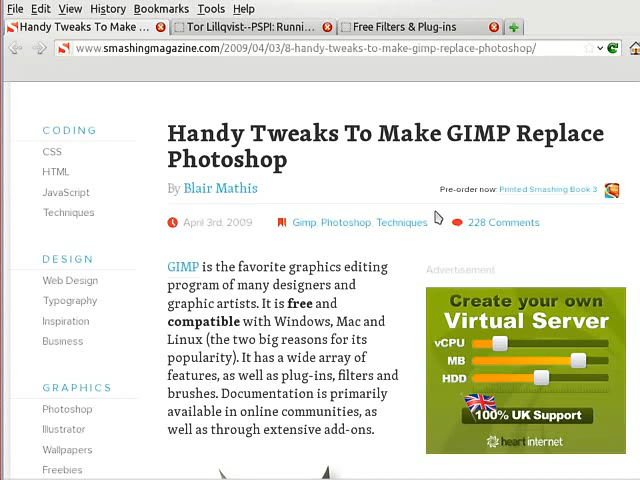 File Edit View History Bookmarks Tools Help
Handy Tweaks To Make ... Tor Lillqvist--PSPI: Runni... Free Filters & Plug-ins
www.smashingmagazine.com/2009/04/03/8-handy-tweaks-to-make-gimp-replace-photoshop/
CODING
CSS
HTML
JavaScript
Techniques
DESIGN
Web Design
Typography
Inspiration
Business
GRAPHICS
Photoshop
Illustrator
Wallpapers
Freebies
Handy Tweaks To Make GIMP Replace
Photoshop
By Blair Mathis
Pre-order now: Printed Smashing Book 3
April 3rd, 2009 Gimp, Photoshop, Techniques 228 Comments
GIMP is the favorite graphics editing
program of many designers and
graphic artists. It is free and
compatible with Windows, Mac and
Linux (the two big reasons for its
popularity). It has a wide array of
features, as well as plug-ins, filters and
brushes. Documentation is primarily
available in online communities, as
well as through extensive add-ons.
Advertisement
Create your own
Virtual Server
vCPU
MB
HDD
100% UK Support
heart internet